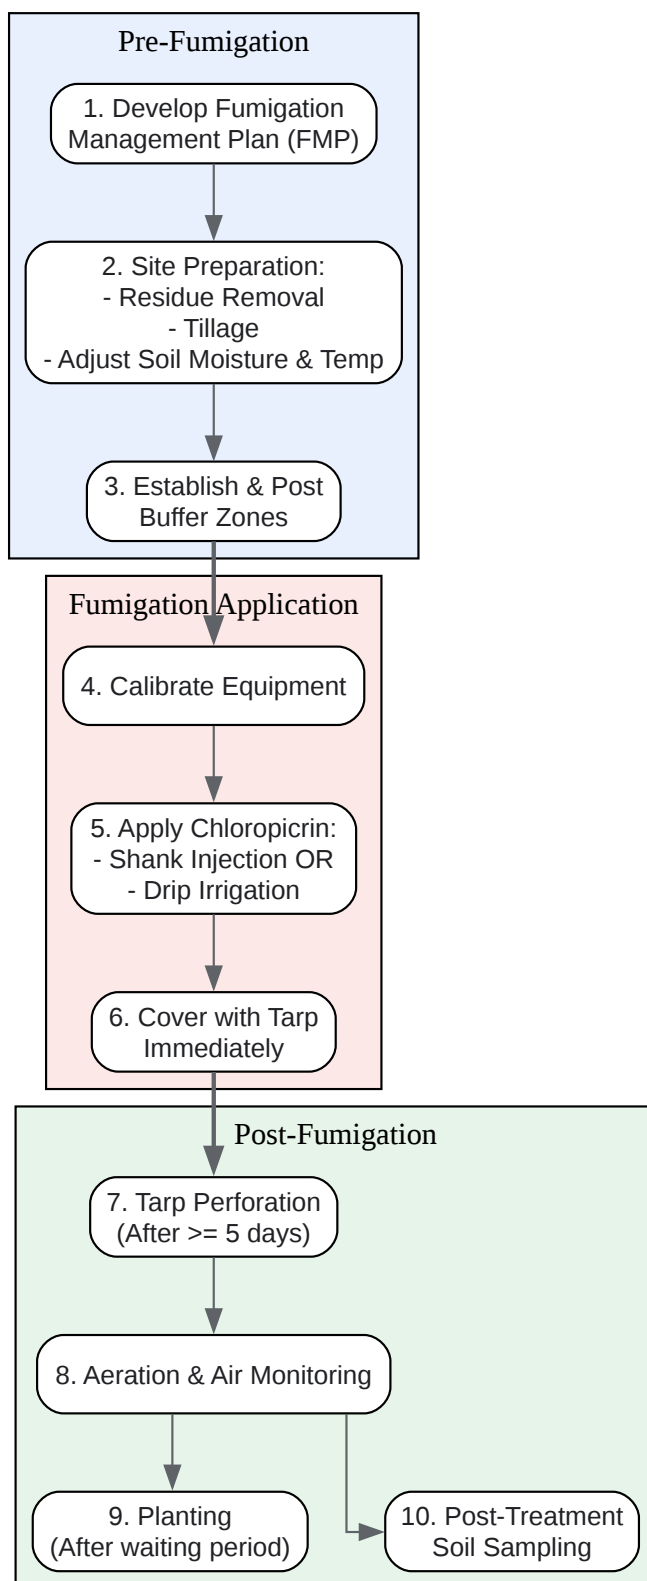 Pre-Fumigation
1. Develop Fumigation
Management Plan (FMP)
2. Site Preparation:
- Residue Removal
- Tillage
- Adjust Soil Moisture & Temp
3. Establish & Post
Buffer Zones
Fumigation Application
4. Calibrate Equipment
5. Apply Chloropicrin:
- Shank Injection OR
- Drip Irrigation
6. Cover with Tarp
Immediately
Post-Fumigation
7. Tarp Perforation
(After >= 5 days)
8. Aeration & Air Monitoring
9. Planting
(After waiting period)
10. Post-Treatment
Soil Sampling